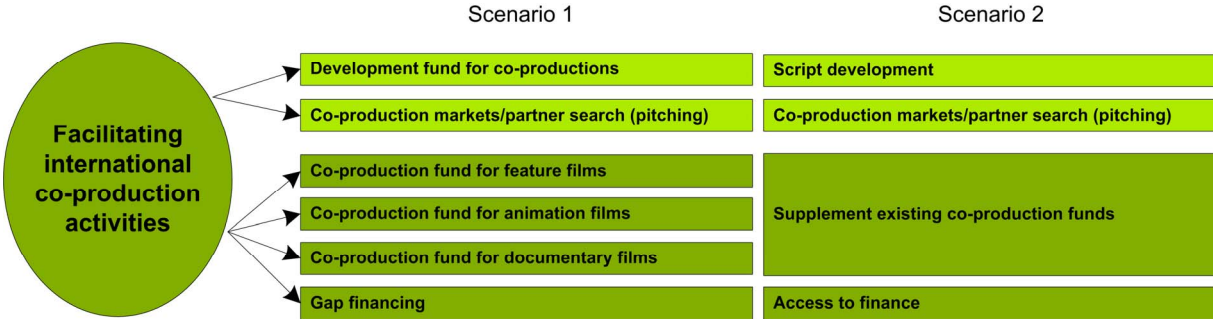 Scenario 1
Scenario 2
Facilitating
international
co-production
activities
Development fund for co-productions
Script development
Co-production markets/partner search (pitching)
Co-production markets/partner search (pitching)
Co-production fund for feature films
Co-production fund for animation films
Supplement existing co-production funds
Co-production fund for documentary films
Gap financing
Access to finance